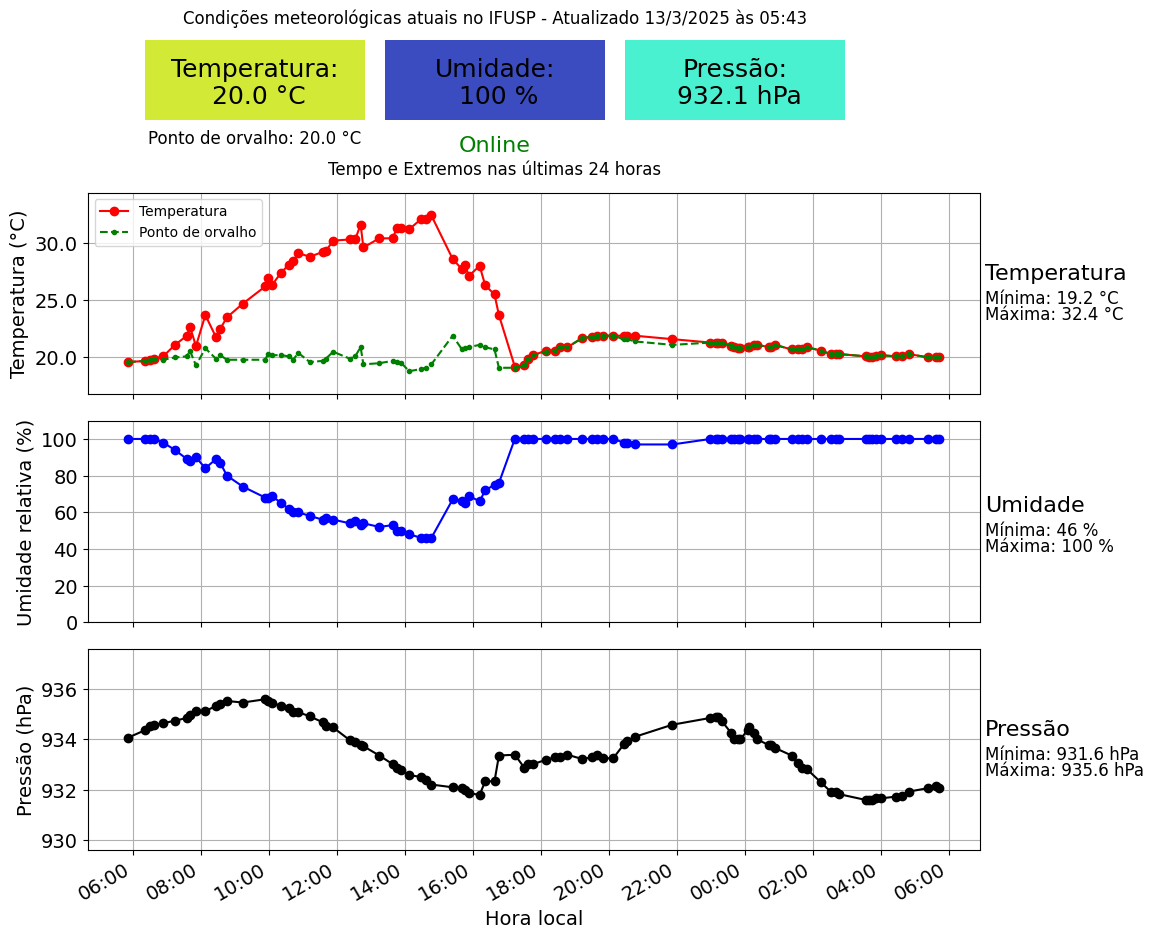 Condições meteorológicas atuais no IFUSP - Atualizado 13/3/2025 às 05:43
Temperatura:
20.0 °C
Umidade:
100 %
Pressão:
932.1 hPa
Ponto de orvalho: 20.0 °C
Online
Tempo e Extremos nas últimas 24 horas
Temperatura (°C)
30.0
25.0
20.0
Temperatura
Ponto de orvalho
Temperatura
Mínima: 19.2 °C
Máxima: 32.4 °C
Umidade relativa (%)
100
80
60
40
20
0
Umidade
Mínima: 46 %
Máxima: 100 %
Pressão (hPa)
936
934
932
930
Pressão
Mínima: 931.6 hPa
Máxima: 935.6 hPa
06:00 08:00 10:00 12:00 14:00 16:00 18:00 20:00 22:00 00:00 02:00 04:00 06:00
Hora local